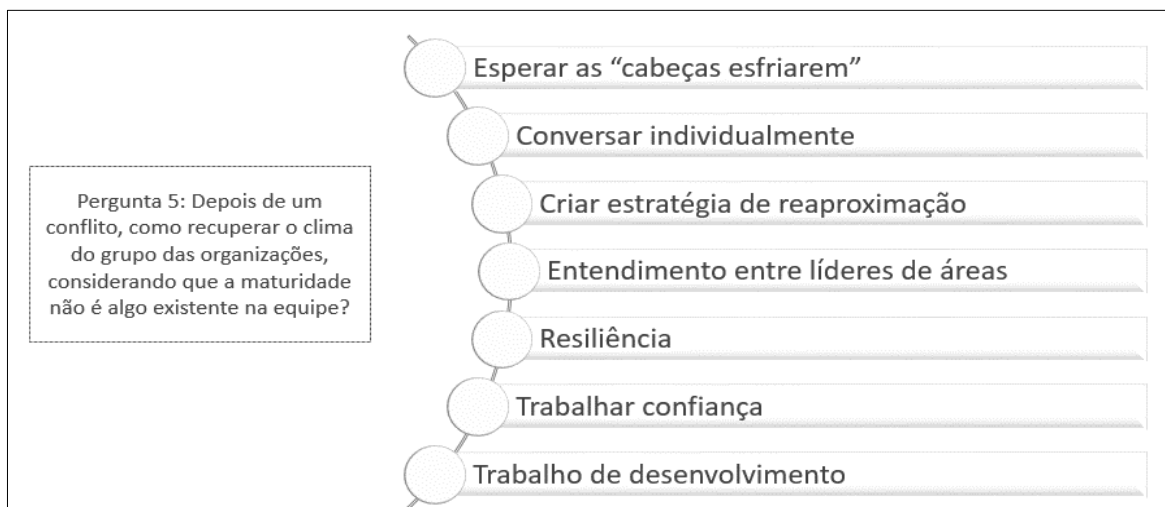 Pergunta 5: Depois de um
conflito, como recuperar o clima
do grupo das organizações,
considerando que a maturidade
não é algo existente na equipe?
Esperar as “cabeças esfriarem”
Conversar individualmente
Criar estratégia de reaproximação
Entendimento entre líderes de áreas
Resiliência
Trabalhar confiança
Trabalho de desenvolvimento